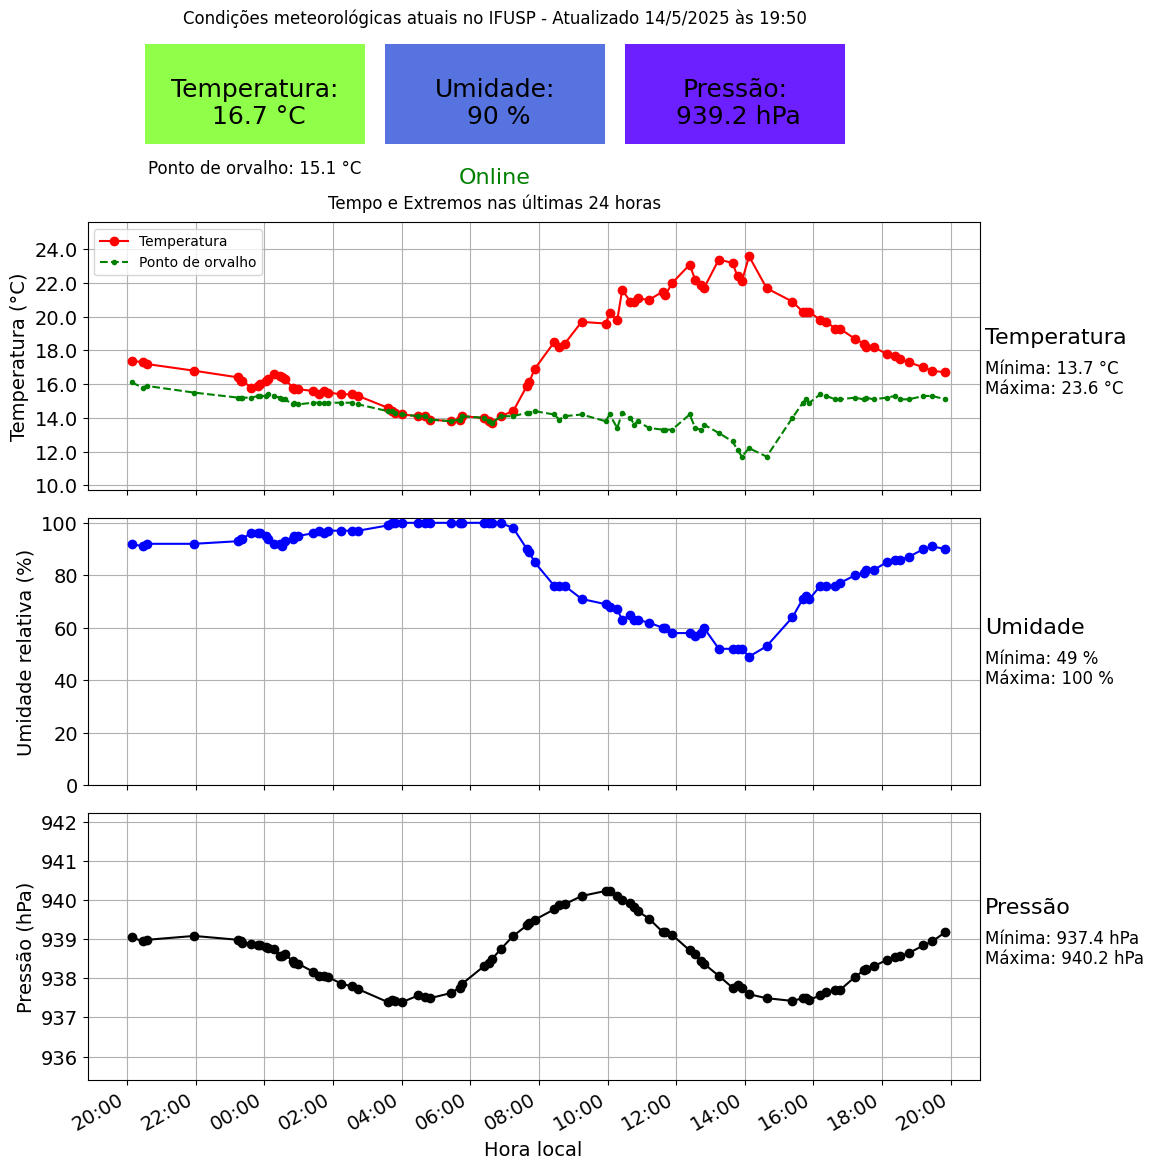 Condições meteorológicas atuais no IFUSP - Atualizado 14/5/2025 às 19:50
Temperatura:
16.7 °C
Umidade:
90 %
Pressão:
939.2 hPa
Ponto de orvalho: 15.1 °C
Online
Tempo e Extremos nas últimas 24 horas
Temperatura
Ponto de orvalho
Temperatura (°C)
24.0
22.0
20.0
18.0
16.0
14.0
12.0
10.0
Temperatura
Mínima: 13.7 °C
Máxima: 23.6 °C
Umidade relativa (%)
100
80
60
40
20
0
Umidade
Mínima: 49 %
Máxima: 100 %
Pressão (hPa)
942
941
940
939
938
937
936
Pressão
Mínima: 937.4 hPa
Máxima: 940.2 hPa
20:00
22:00
00:00
02:00
04:00
06:00
08:00
10:00
12:00
14:00
16:00
18:00
20:00
Hora local